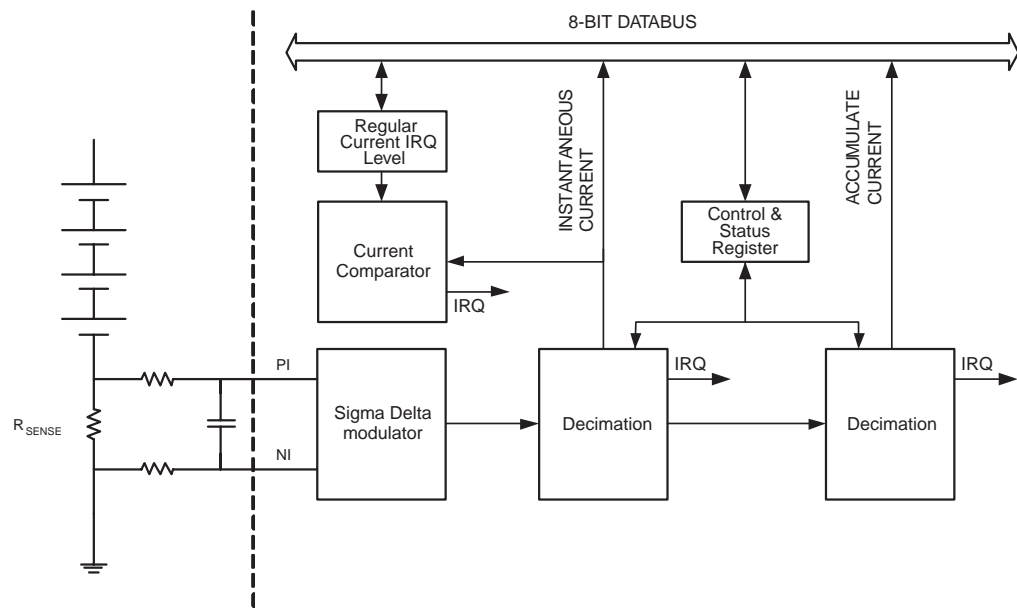 8-BIT DATABUS
Regular
Current IRQ
Level
INSTANTANEOUS
CURRENT
ACCUMULATE
CURRENT
Control &
Status
Register
Current
Comparator
IRQ
PI
IRQ
IRQ
RSENSE
Sigma Delta
modulator
Decimation
Decimation
NI